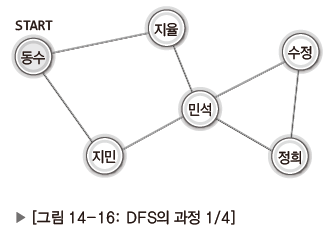 START
지율
수정
동수
민석
지민
정희
▶ [그림 14-16: DFS의 과정 1/4]